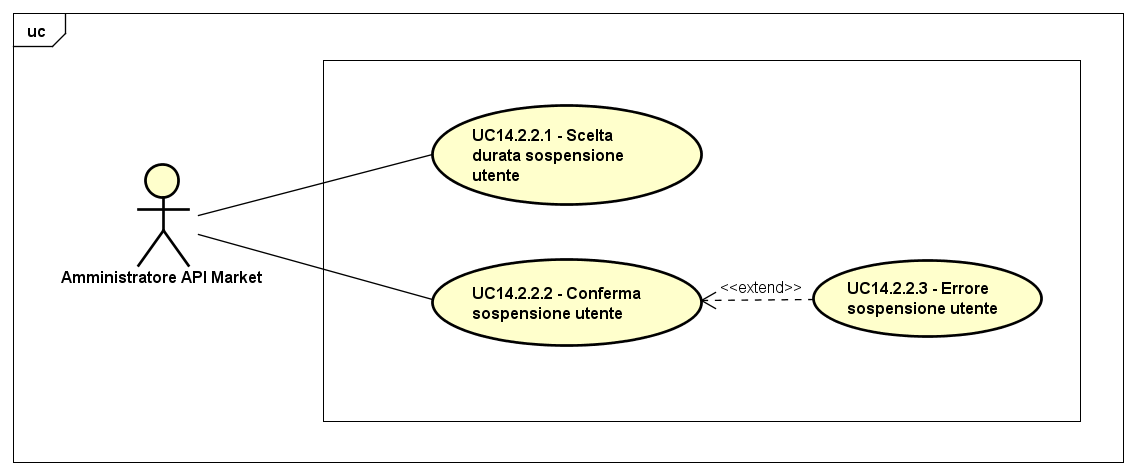 uc
UC14.2.2.1 - Scelta
durata sospensione
utente
Amministratore API Market
UC14.2.2.2 - Conferma
sospensione utente
<<extend>>
UC14.2.2.3 - Errore
sospensione utente